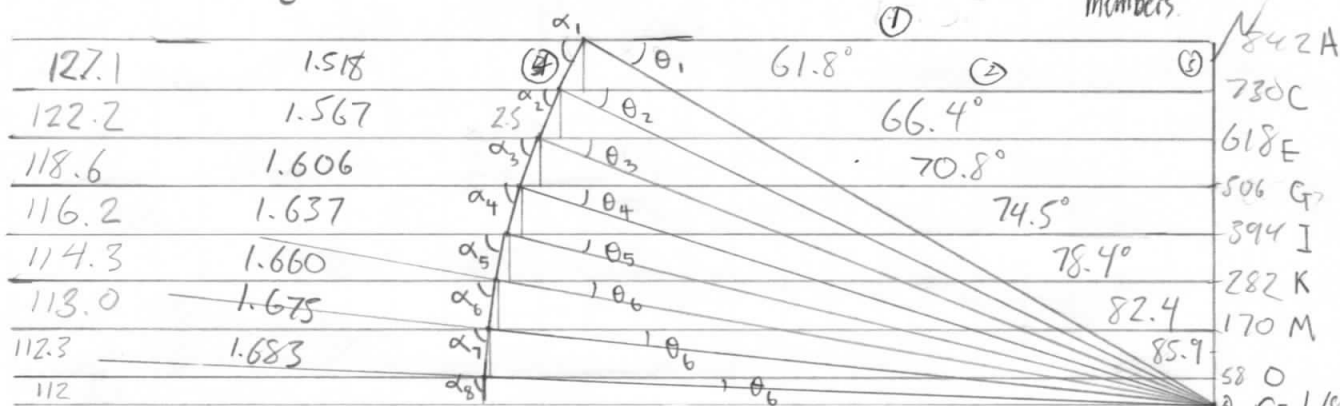 members.
α₁ ① N
842 A
127.1 1.518 ④ θ₁ 61.8° ② ③
α₂ 730 C
122.2 1.567 2.5 θ₂ 66.4°
α₃ 618 E
118.6 1.606 θ₃ 70.8°
α₄ 506 G
116.2 1.637 θ₄ 74.5°
α₅ 394 I
114.3 1.660 θ₅ 78.4°
α₆ 282 K
113.0 1.675 θ₆ 82.4
α₇ 170 M
112.3 1.683 θ₆ 85.9
α₈ 58 O
112 θ₆